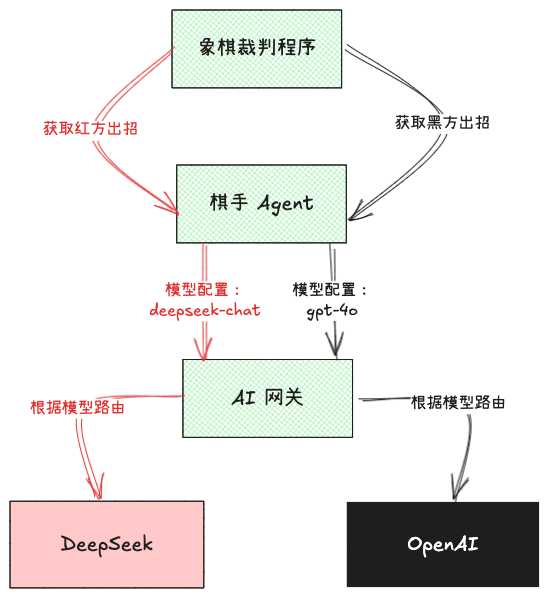 象棋裁判程序
获取红方出招
获取黑方出招
棋手 Agent
模型配置：
deepseek-chat
模型配置：
gpt-4o
AI 网关
根据模型路由
根据模型路由
DeepSeek
OpenAI